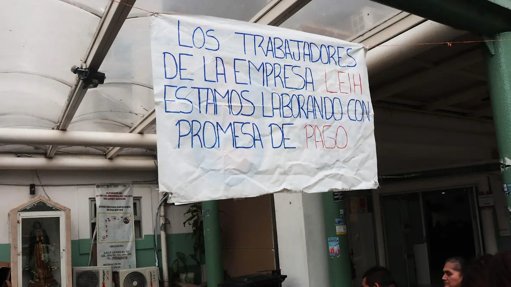 LOS TRABAJADORES
DE LA EMPRESA LEIH
ESTAMOS LABORANDO CON
PROMESA DE PAGO